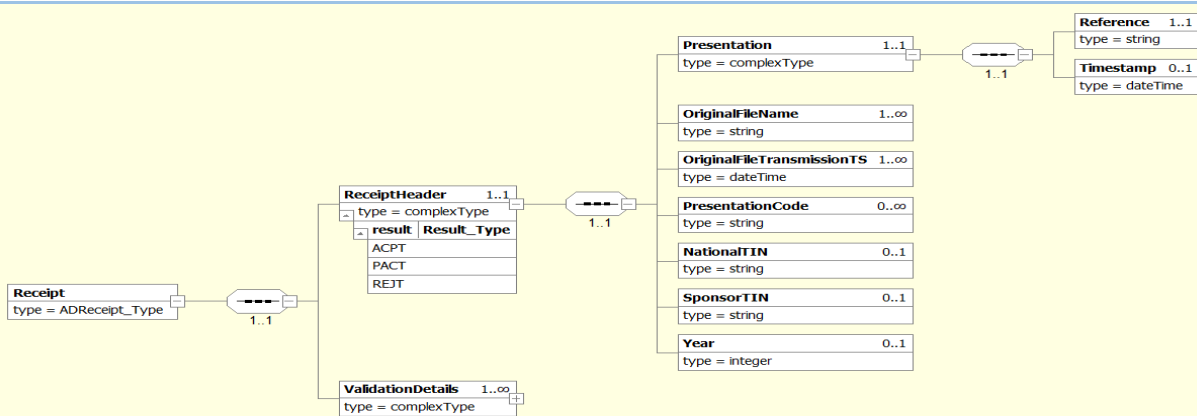 Reference 1..1
type = string
Timestamp 0..1
type = dateTime
Presentation 1..1
type = complexType
1..1
OriginalFileName 1..∞
type = string
OriginalFileTransmissionTS 1..∞
type = dateTime
ReceiptHeader 1..1
type = complexType
result Result_Type
ACPT
PACT
REJT
1..1
PresentationCode 0..∞
type = string
NationalTIN 0..1
type = string
SponsorTIN 0..1
type = string
Receipt
type = ADReceipt_Type
1..1
Year 0..1
type = integer
ValidationDetails 1..∞
type = complexType